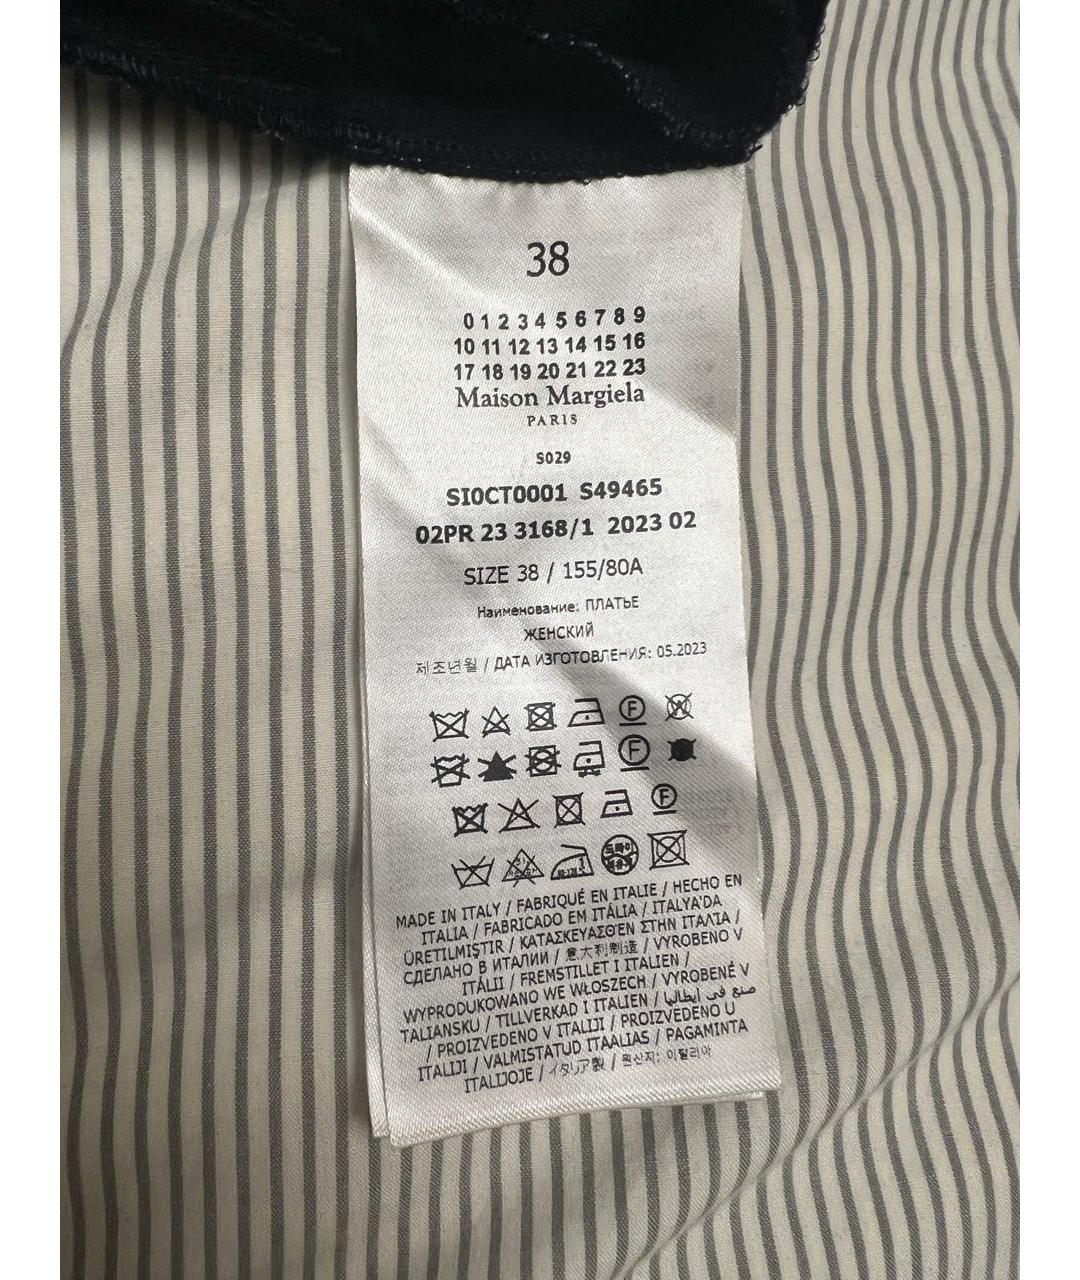 38
0 1 2 3 4 5 6 7 8 9
10 11 12 13 14 15 16
17 18 19 20 21 22 23
Maison Margiela
PARIS
S029
SI0CT0001 S49465
02PR 23 3168/1 2023 02
SIZE 38 / 155/80A
Наименование: ПЛАТЬЕ
ЖЕНСКИЙ
제조년월 / ДАТА ИЗГОТОВЛЕНИЯ: 05.2023
F
W
F
F
드라이
MADE IN ITALY / FABRIQUÉ EN ITALIE / HECHO EN
ITALIA / FABRICADO EM ITÁLIA / ITALYA'DA
ÜRETILMIŞTIR / ΚΑΤΑΣΚΕΥΑΣΘΈΝ ΣΤΗΝ ΙΤΑΛΊΑ /
СДЕЛАНО В ИТАЛИИ / 意大利制造 / VYROBENO V
ITÁLII / FREMSTILLET I ITALIEN /
WYPRODUKOWANO WE WŁOSZECH / VYROBENÉ V
TALIANSKU / TILLVERKAD I ITALIEN / صنع في إيطاليا
/ PROIZVEDENO V ITALIJI / PROIZVEDENO U
ITALIJI / VALMISTATUD ITAALIAS / PAGAMINTA
ITALIJOJE / イタリア製 / 원산지: 이탈리아